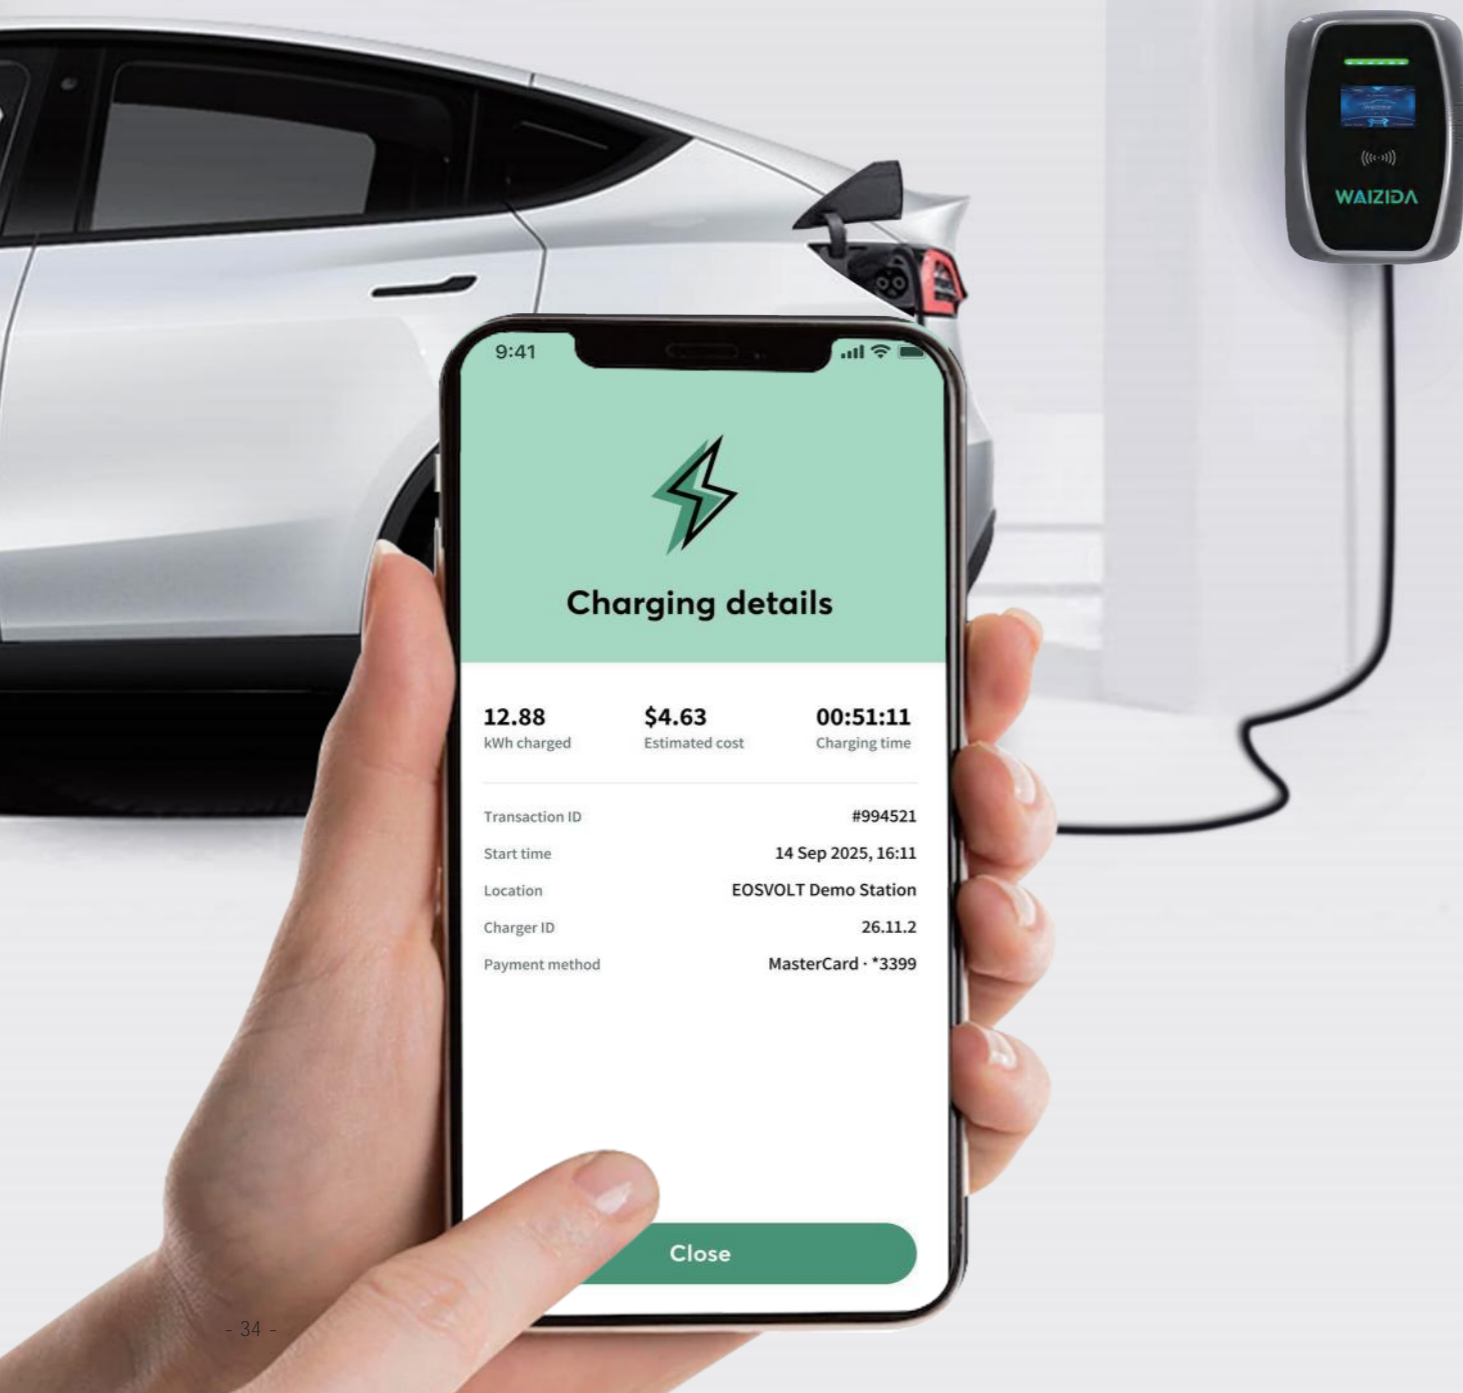 WAIZIDA
9:41
Charging details
12.88
kWh charged
$4.63
Estimated cost
00:51:11
Charging time
Transaction ID
#994521
Start time
14 Sep 2025, 16:11
Location
EOSVOLT Demo Station
Charger ID
26.11.2
Payment method
MasterCard · *3399
Close
- 34 -